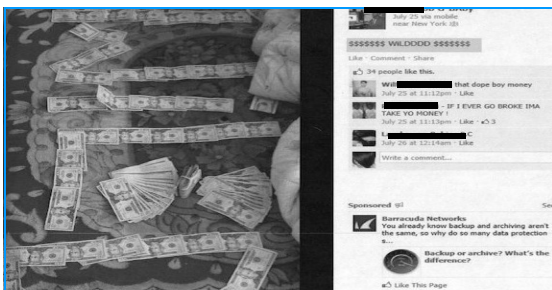 July 25 via mobile
near New York
$$$$$$$ WILDDDD $$$$$$$
Like · Comment · Share
34 people like this.
Wil that dope boy money
July 25 at 11:12pm · Like
- IF I EVER GO BROKE IMA
TAKE YO MONEY !
July 25 at 11:13pm · Like · 3
L C
July 26 at 12:14am · Like
Write a comment...
Sponsored
Se
Barracuda Networks
You already know backup and archiving aren't
the same, so why do so many data protection
s...
Backup or archive? What's the
difference?
Like This Page